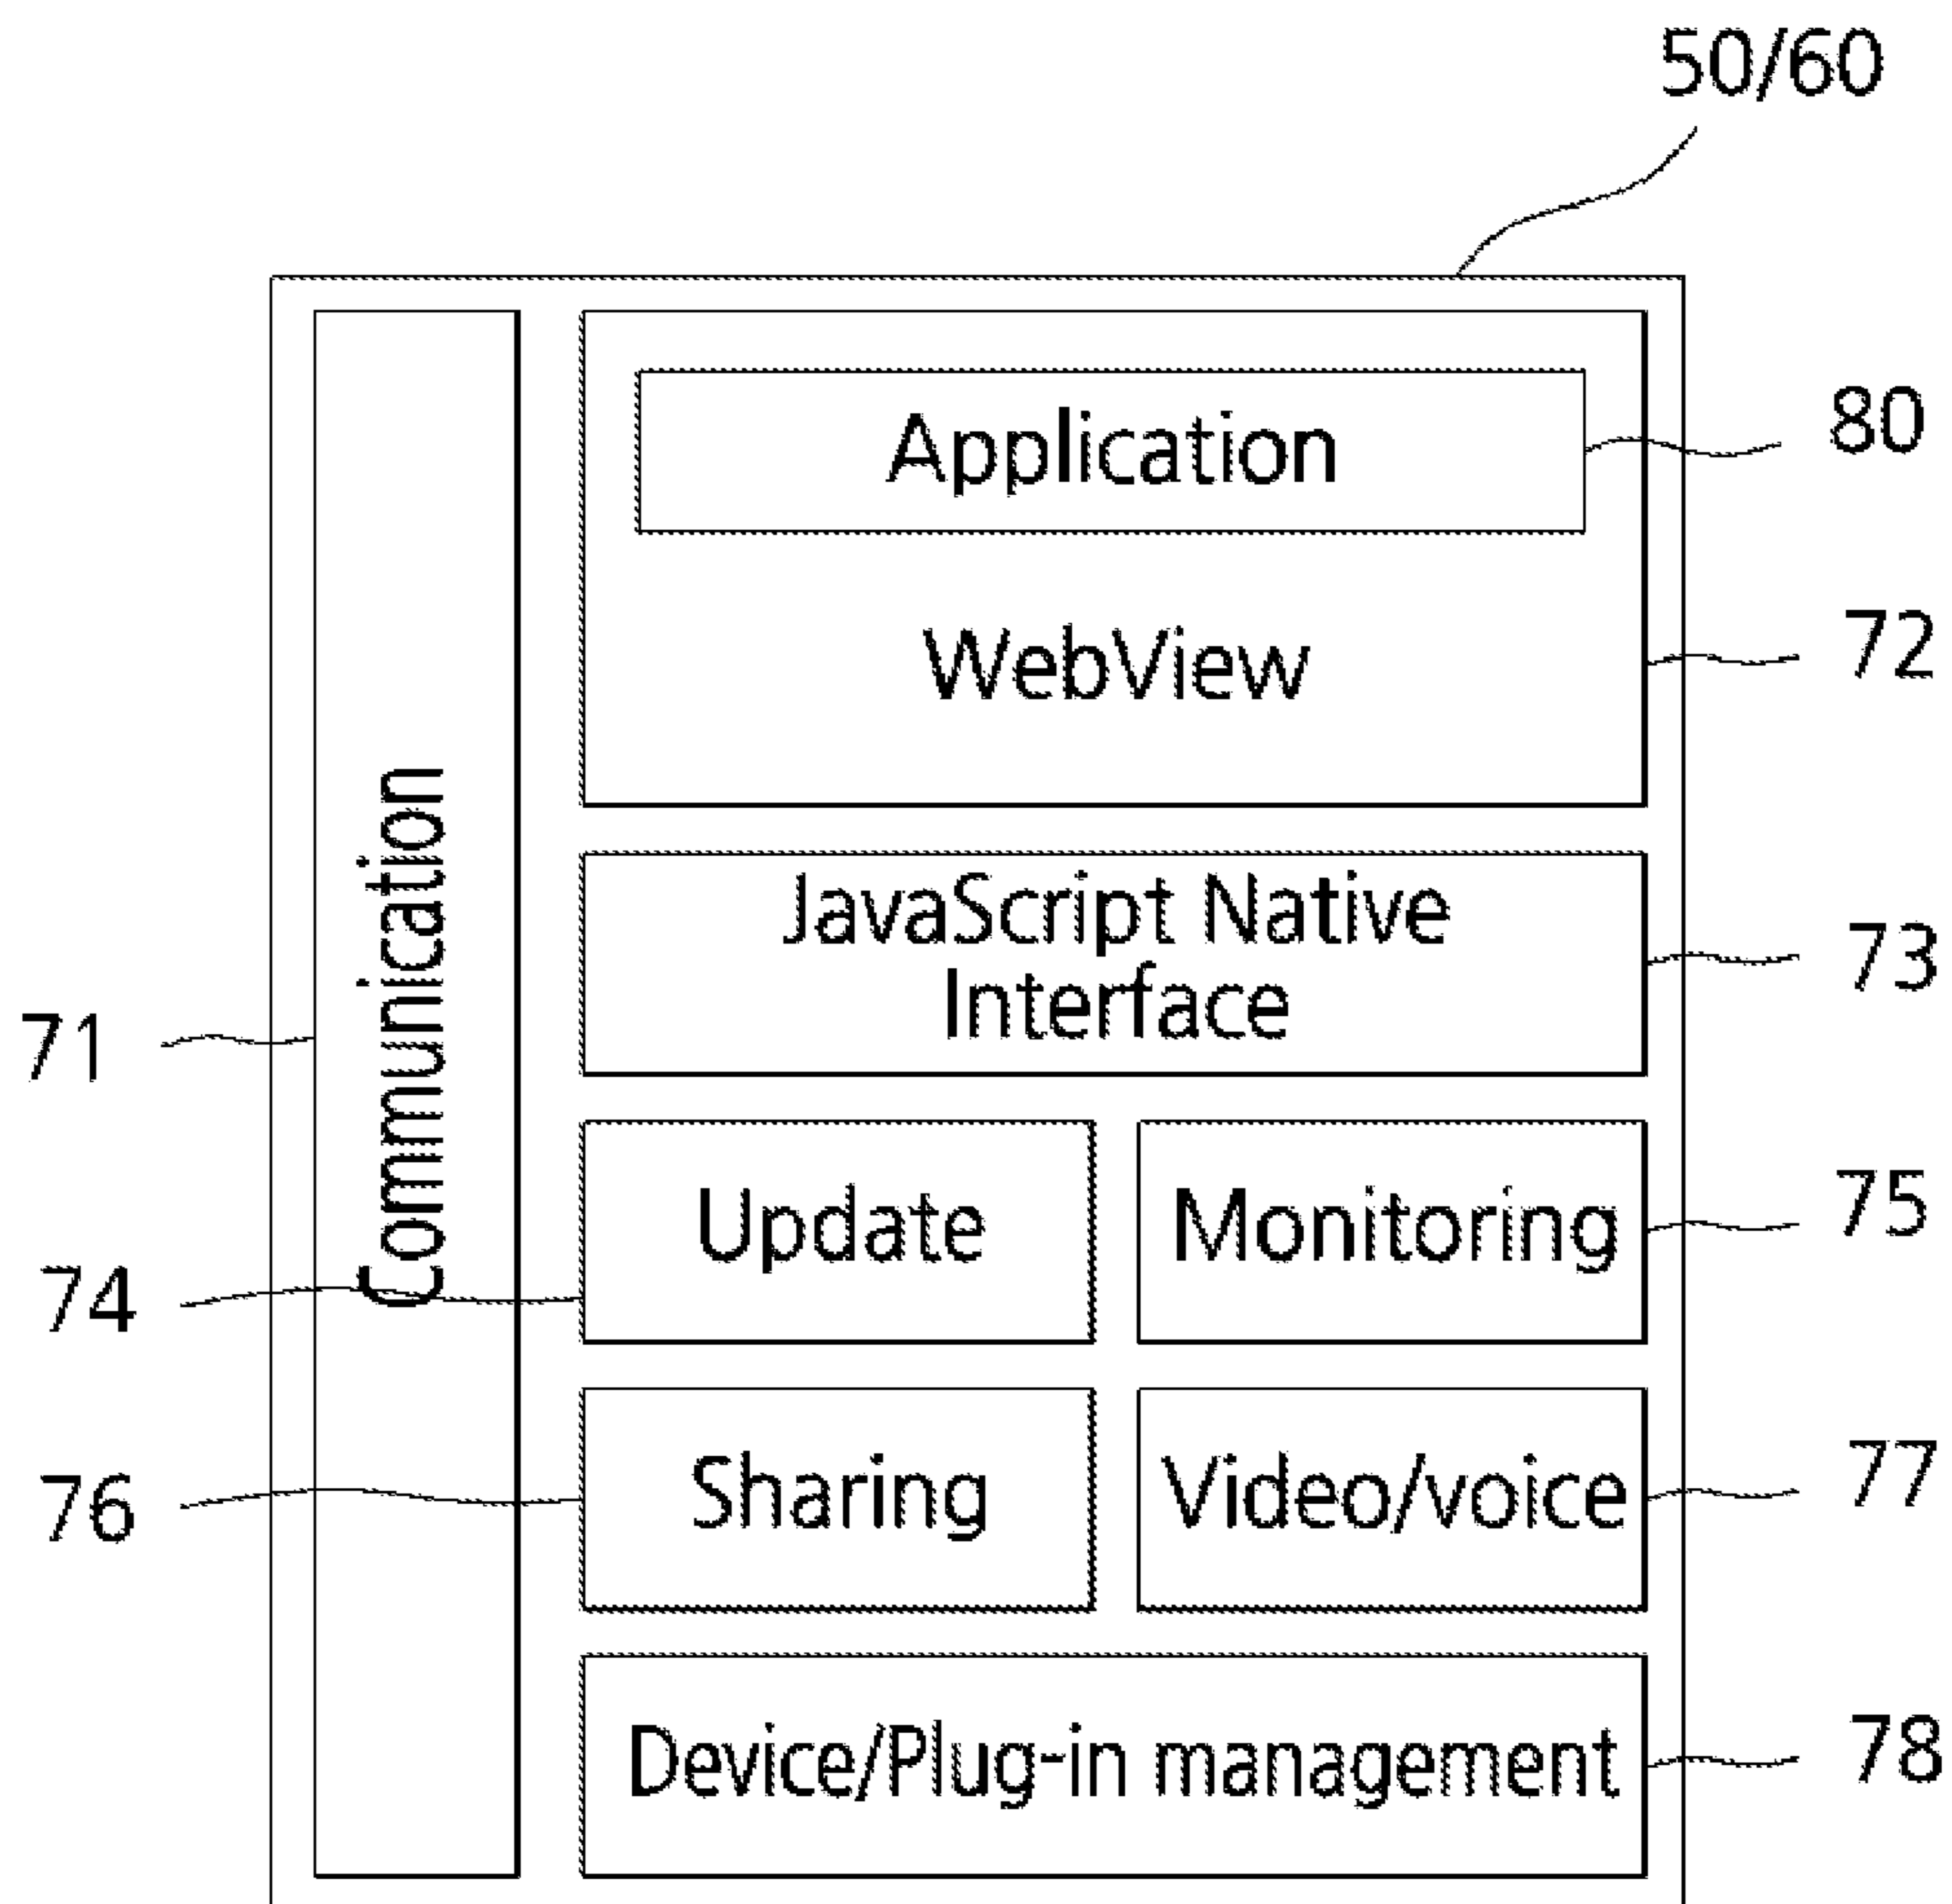 50/60
Application
80
WebView
72
JavaScript Native
Interface
73
Communication
71
Update
Monitoring
75
74
Sharing
Video/voice
77
76
Device/Plug-in management
78